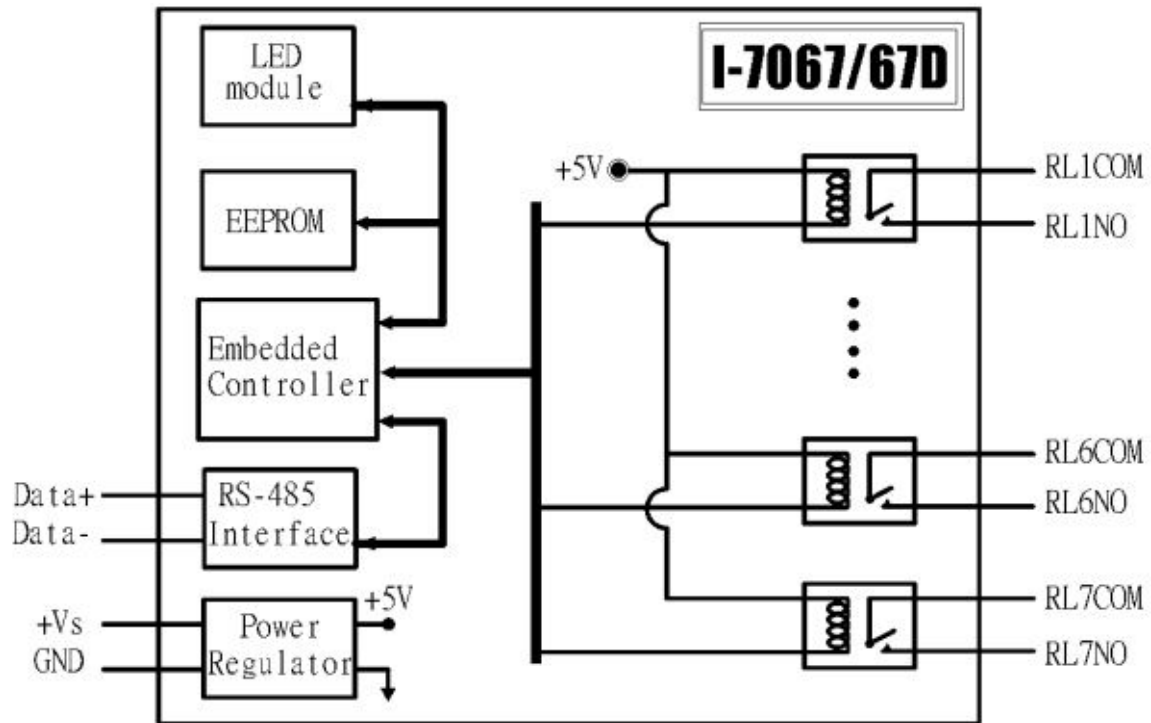 I-7067/67D
LED
module
EEPROM
Embedded
Controller
Data+
Data-
RS-485
Interface
+Vs
GND
Power
Regulator
+5V
+5V
RL1COM
RL1NO
RL6COM
RL6NO
RL7COM
RL7NO